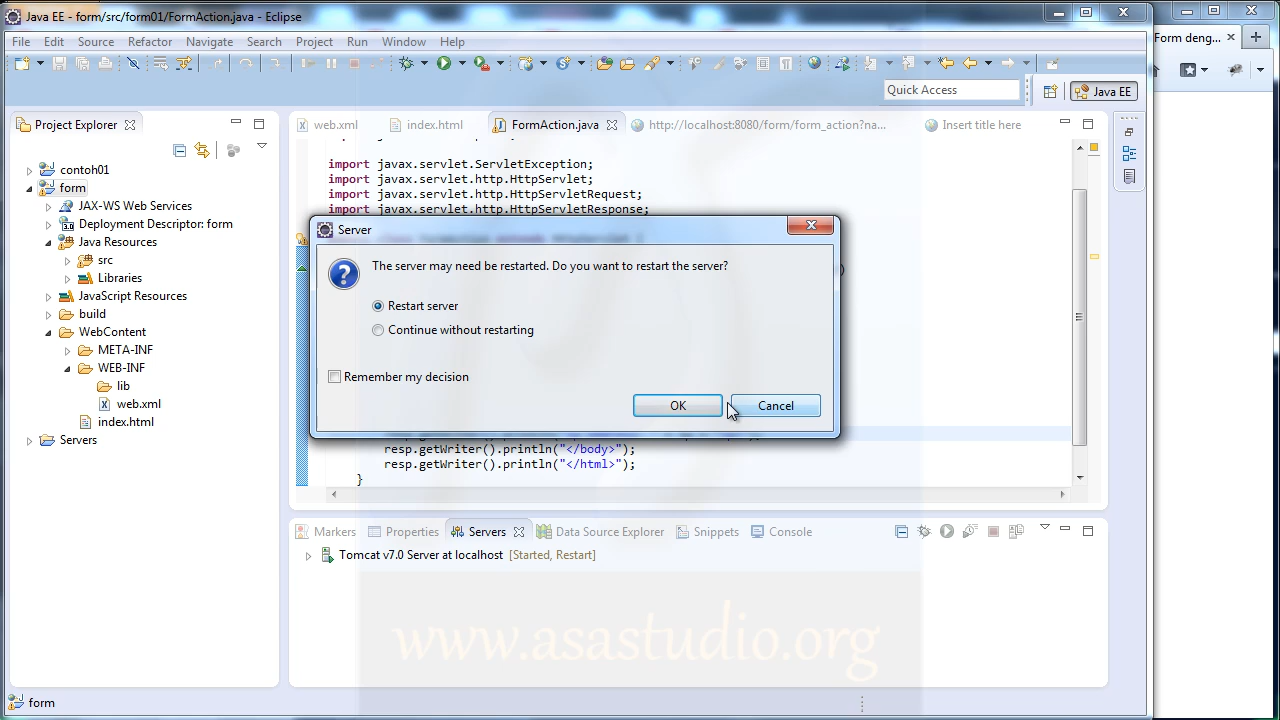 Java EE - form/src/form01/FormAction.java - Eclipse
File Edit Source Refactor Navigate Search Project Run Window Help
Form deng...
Quick Access
Java EE
Project Explorer
contoh01
form
JAX-WS Web Services
Deployment Descriptor: form
Java Resources
src
Libraries
JavaScript Resources
build
WebContent
META-INF
WEB-INF
lib
web.xml
index.html
Servers
web.xml index.html FormAction.java http://localhost:8080/form/form_action?na... Insert title here
import javax.servlet.ServletException;
import javax.servlet.http.HttpServlet;
import javax.servlet.http.HttpServletRequest;
import javax.servlet.http.HttpServletResponse;
Server
The server may need be restarted. Do you want to restart the server?
Restart server
Continue without restarting
Remember my decision
OK Cancel
resp.getWriter().println("</body>");
resp.getWriter().println("</html>");
}
Markers Properties Servers Data Source Explorer Snippets Console
Tomcat v7.0 Server at localhost [Started, Restart]
www.asastudio.org
form